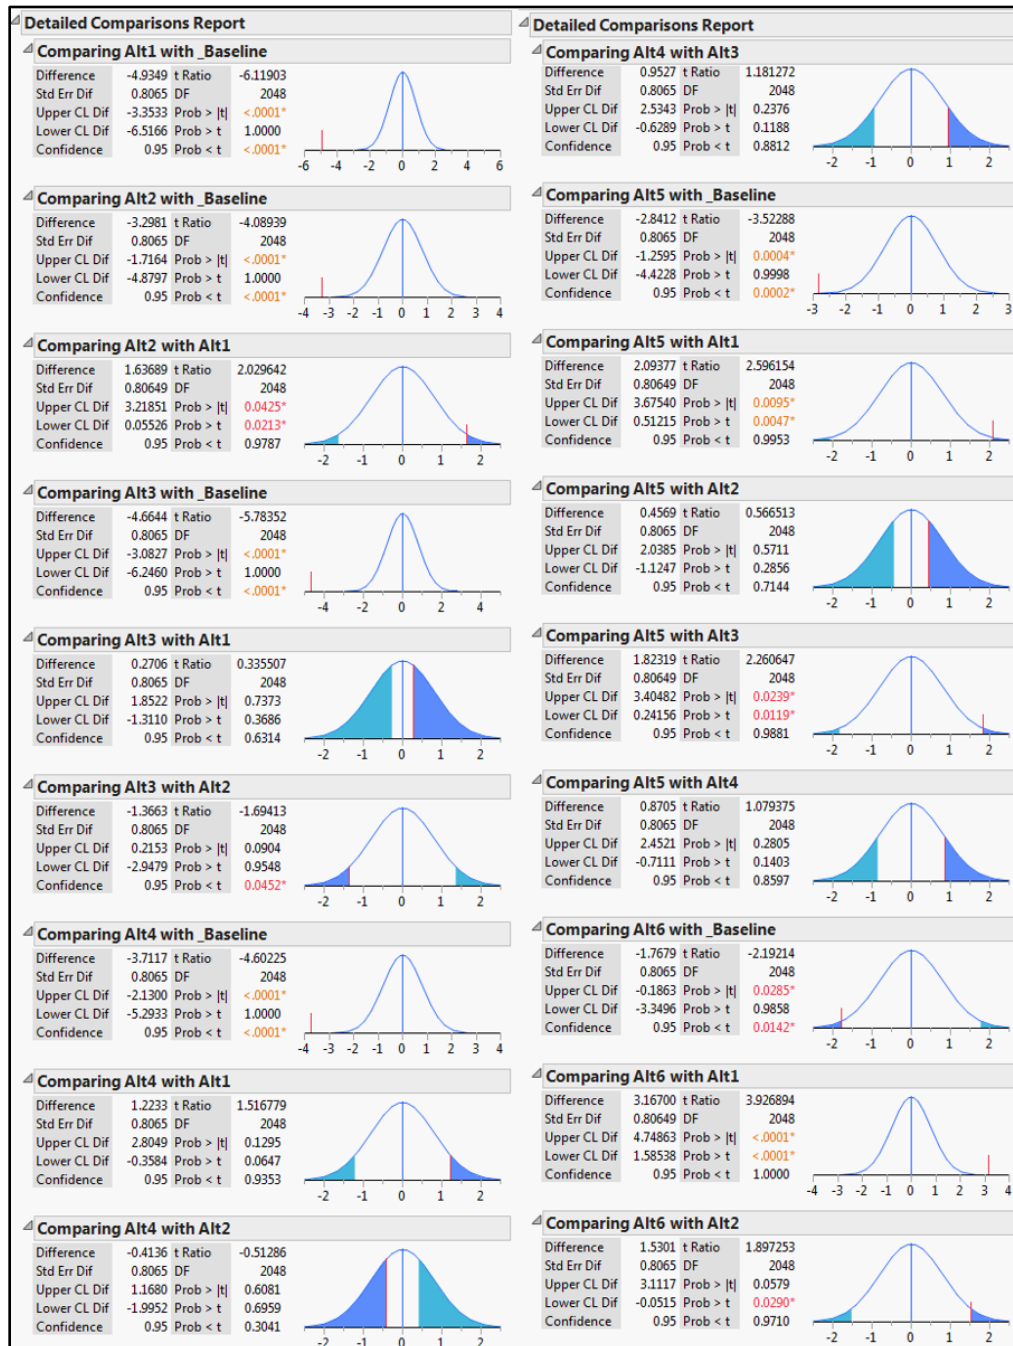 Detailed Comparisons Report
Comparing Alt1 with _Baseline
Difference -4.9349 t Ratio -6.11903
Std Err Dif 0.8065 DF 2048
Upper CL Dif -3.3533 Prob > |t| <.0001*
Lower CL Dif -6.5166 Prob > t 1.0000
Confidence 0.95 Prob < t <.0001*
-6 -4 -2 0 2 4 6
Comparing Alt2 with _Baseline
Difference -3.2981 t Ratio -4.08939
Std Err Dif 0.8065 DF 2048
Upper CL Dif -1.7164 Prob > |t| <.0001*
Lower CL Dif -4.8797 Prob > t 1.0000
Confidence 0.95 Prob < t <.0001*
-4 -3 -2 -1 0 1 2 3 4
Comparing Alt2 with Alt1
Difference 1.63689 t Ratio 2.029642
Std Err Dif 0.80649 DF 2048
Upper CL Dif 3.21851 Prob > |t| 0.0425*
Lower CL Dif 0.05526 Prob > t 0.0213*
Confidence 0.95 Prob < t 0.9787
-2 -1 0 1 2
Comparing Alt3 with _Baseline
Difference -4.6644 t Ratio -5.78352
Std Err Dif 0.8065 DF 2048
Upper CL Dif -3.0827 Prob > |t| <.0001*
Lower CL Dif -6.2460 Prob > t 1.0000
Confidence 0.95 Prob < t <.0001*
-4 -2 0 2 4
Comparing Alt3 with Alt1
Difference 0.2706 t Ratio 0.335507
Std Err Dif 0.8065 DF 2048
Upper CL Dif 1.8522 Prob > |t| 0.7373
Lower CL Dif -1.3110 Prob > t 0.3686
Confidence 0.95 Prob < t 0.6314
-2 -1 0 1 2
Comparing Alt3 with Alt2
Difference -1.3663 t Ratio -1.69413
Std Err Dif 0.8065 DF 2048
Upper CL Dif 0.2153 Prob > |t| 0.0904
Lower CL Dif -2.9479 Prob > t 0.9548
Confidence 0.95 Prob < t 0.0452*
-2 -1 0 1 2
Comparing Alt4 with _Baseline
Difference -3.7117 t Ratio -4.60225
Std Err Dif 0.8065 DF 2048
Upper CL Dif -2.1300 Prob > |t| <.0001*
Lower CL Dif -5.2933 Prob > t 1.0000
Confidence 0.95 Prob < t <.0001*
-4 -3 -2 -1 0 1 2 3 4
Comparing Alt4 with Alt1
Difference 1.2233 t Ratio 1.516779
Std Err Dif 0.8065 DF 2048
Upper CL Dif 2.8049 Prob > |t| 0.1295
Lower CL Dif -0.3584 Prob > t 0.0647
Confidence 0.95 Prob < t 0.9353
-2 -1 0 1 2
Comparing Alt4 with Alt2
Difference -0.4136 t Ratio -0.51286
Std Err Dif 0.8065 DF 2048
Upper CL Dif 1.1680 Prob > |t| 0.6081
Lower CL Dif -1.9952 Prob > t 0.6959
Confidence 0.95 Prob < t 0.3041
-2 -1 0 1 2
Detailed Comparisons Report
Comparing Alt4 with Alt3
Difference 0.9527 t Ratio 1.181272
Std Err Dif 0.8065 DF 2048
Upper CL Dif 2.5343 Prob > |t| 0.2376
Lower CL Dif -0.6289 Prob > t 0.1188
Confidence 0.95 Prob < t 0.8812
-2 -1 0 1 2
Comparing Alt5 with _Baseline
Difference -2.8412 t Ratio -3.52288
Std Err Dif 0.8065 DF 2048
Upper CL Dif -1.2595 Prob > |t| 0.0004*
Lower CL Dif -4.4228 Prob > t 0.9998
Confidence 0.95 Prob < t 0.0002*
-3 -2 -1 0 1 2 3
Comparing Alt5 with Alt1
Difference 2.09377 t Ratio 2.596154
Std Err Dif 0.80649 DF 2048
Upper CL Dif 3.67540 Prob > |t| 0.0095*
Lower CL Dif 0.51215 Prob > t 0.0047*
Confidence 0.95 Prob < t 0.9953
-2 -1 0 1 2
Comparing Alt5 with Alt2
Difference 0.4569 t Ratio 0.566513
Std Err Dif 0.8065 DF 2048
Upper CL Dif 2.0385 Prob > |t| 0.5711
Lower CL Dif -1.1247 Prob > t 0.2856
Confidence 0.95 Prob < t 0.7144
-2 -1 0 1 2
Comparing Alt5 with Alt3
Difference 1.82319 t Ratio 2.260647
Std Err Dif 0.80649 DF 2048
Upper CL Dif 3.40482 Prob > |t| 0.0239*
Lower CL Dif 0.24156 Prob > t 0.0119*
Confidence 0.95 Prob < t 0.9881
-2 -1 0 1 2
Comparing Alt5 with Alt4
Difference 0.8705 t Ratio 1.079375
Std Err Dif 0.8065 DF 2048
Upper CL Dif 2.4521 Prob > |t| 0.2805
Lower CL Dif -0.7111 Prob > t 0.1403
Confidence 0.95 Prob < t 0.8597
-2 -1 0 1 2
Comparing Alt6 with _Baseline
Difference -1.7679 t Ratio -2.19214
Std Err Dif 0.8065 DF 2048
Upper CL Dif -0.1863 Prob > |t| 0.0285*
Lower CL Dif -3.3496 Prob > t 0.9858
Confidence 0.95 Prob < t 0.0142*
-2 -1 0 1 2
Comparing Alt6 with Alt1
Difference 3.16700 t Ratio 3.926894
Std Err Dif 0.80649 DF 2048
Upper CL Dif 4.74863 Prob > |t| <.0001*
Lower CL Dif 1.58538 Prob > t <.0001*
Confidence 0.95 Prob < t 1.0000
-4 -3 -2 -1 0 1 2 3 4
Comparing Alt6 with Alt2
Difference 1.5301 t Ratio 1.897253
Std Err Dif 0.8065 DF 2048
Upper CL Dif 3.1117 Prob > |t| 0.0579
Lower CL Dif -0.0515 Prob > t 0.0290*
Confidence 0.95 Prob < t 0.9710
-2 -1 0 1 2